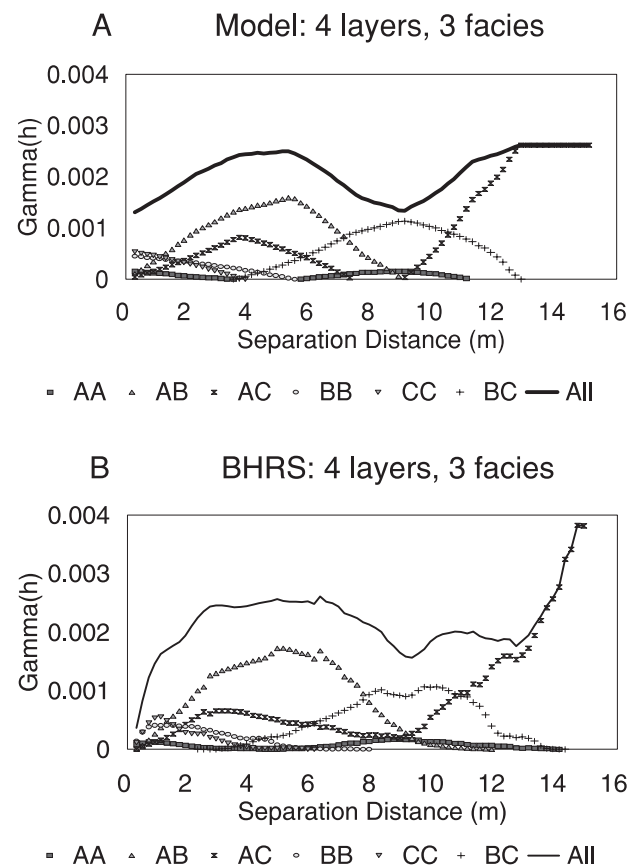 A Model: 4 layers, 3 facies
0.004
0.003
0.002
0.001
0
Gamma(h)
0 2 4 6 8 10 12 14 16
Separation Distance (m)
AA AB AC BB CC BC All
B BHRS: 4 layers, 3 facies
0.004
0.003
0.002
0.001
0
Gamma(h)
0 2 4 6 8 10 12 14 16
Separation Distance (m)
AA AB AC BB CC BC All